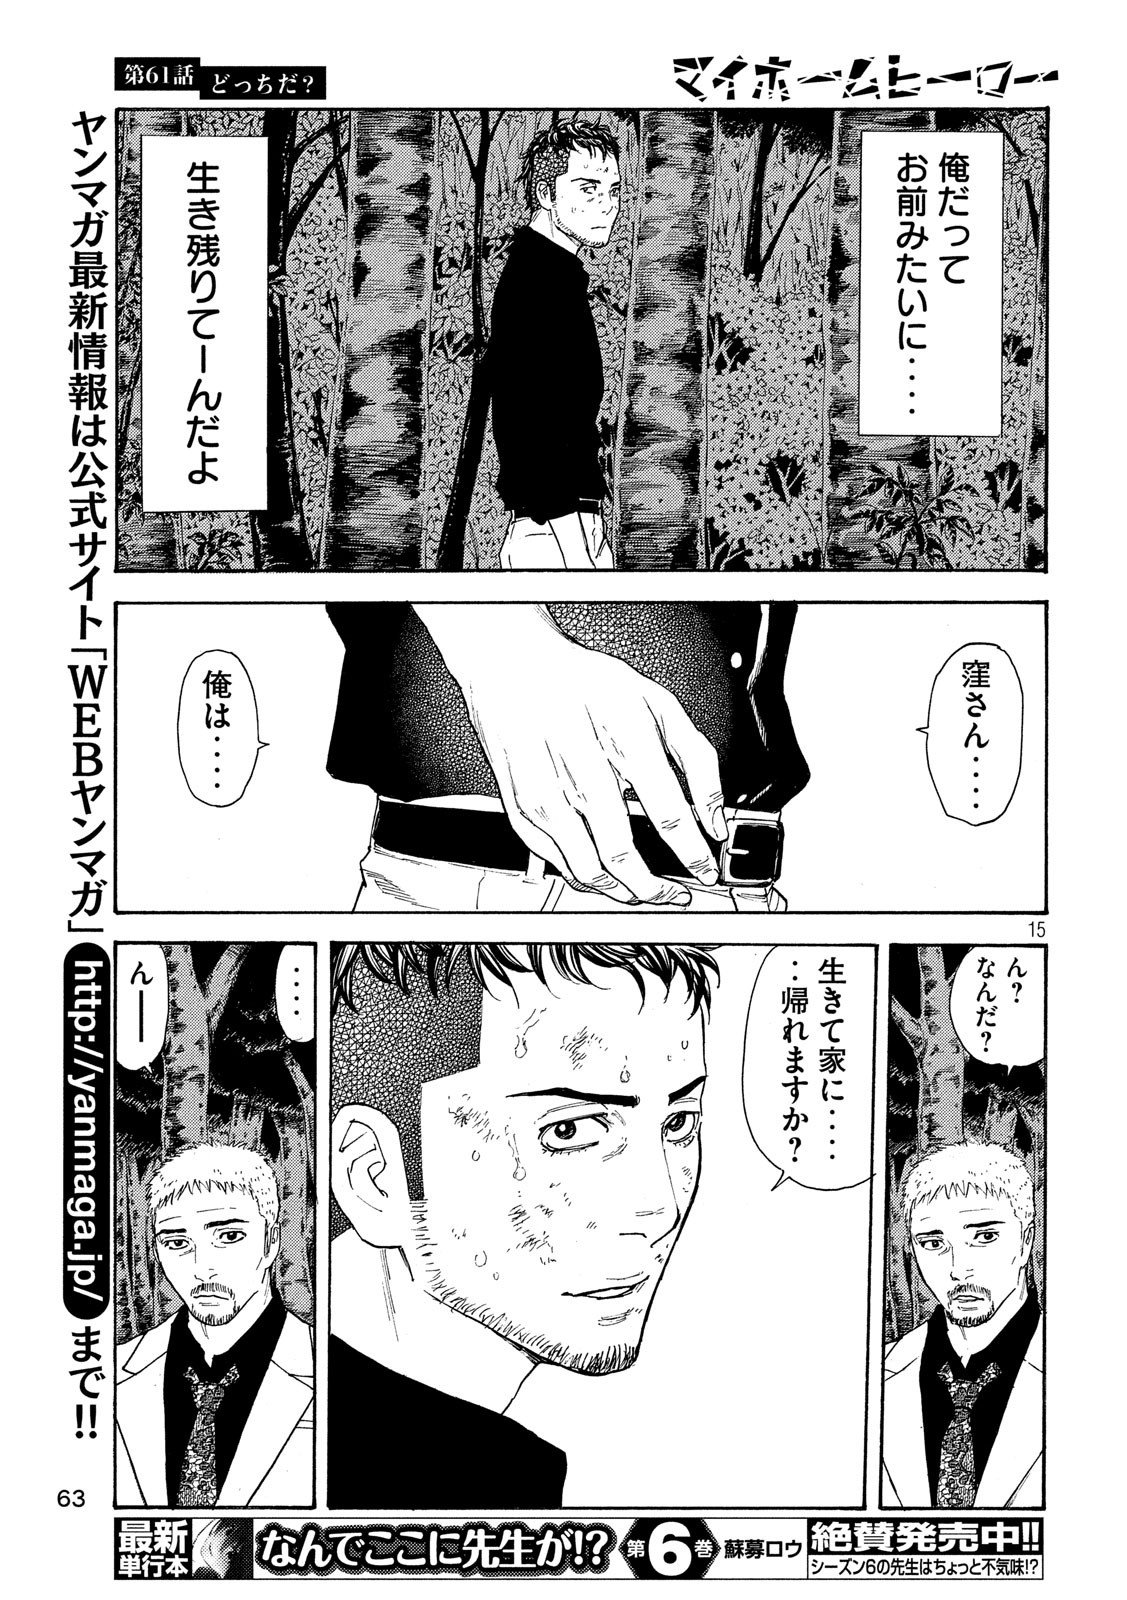 第61話
どっちだ?
マイホームヒーロー
俺だって
お前みたいに‥‥
生き残りてーんだよ
窪さん‥‥
俺は‥‥
15
ん?
なんだ?
生きて家に‥‥
‥帰れますか?
‥‥
んー
ヤンマガ最新情報は公式サイト「WEBヤンマガ」http://yanmaga.jp/まで!!
63
最新
単行本
なんでここに先生が!?
第6巻
蘇募ロウ
絶賛発売中!!
シーズン6の先生はちょっと不気味!?